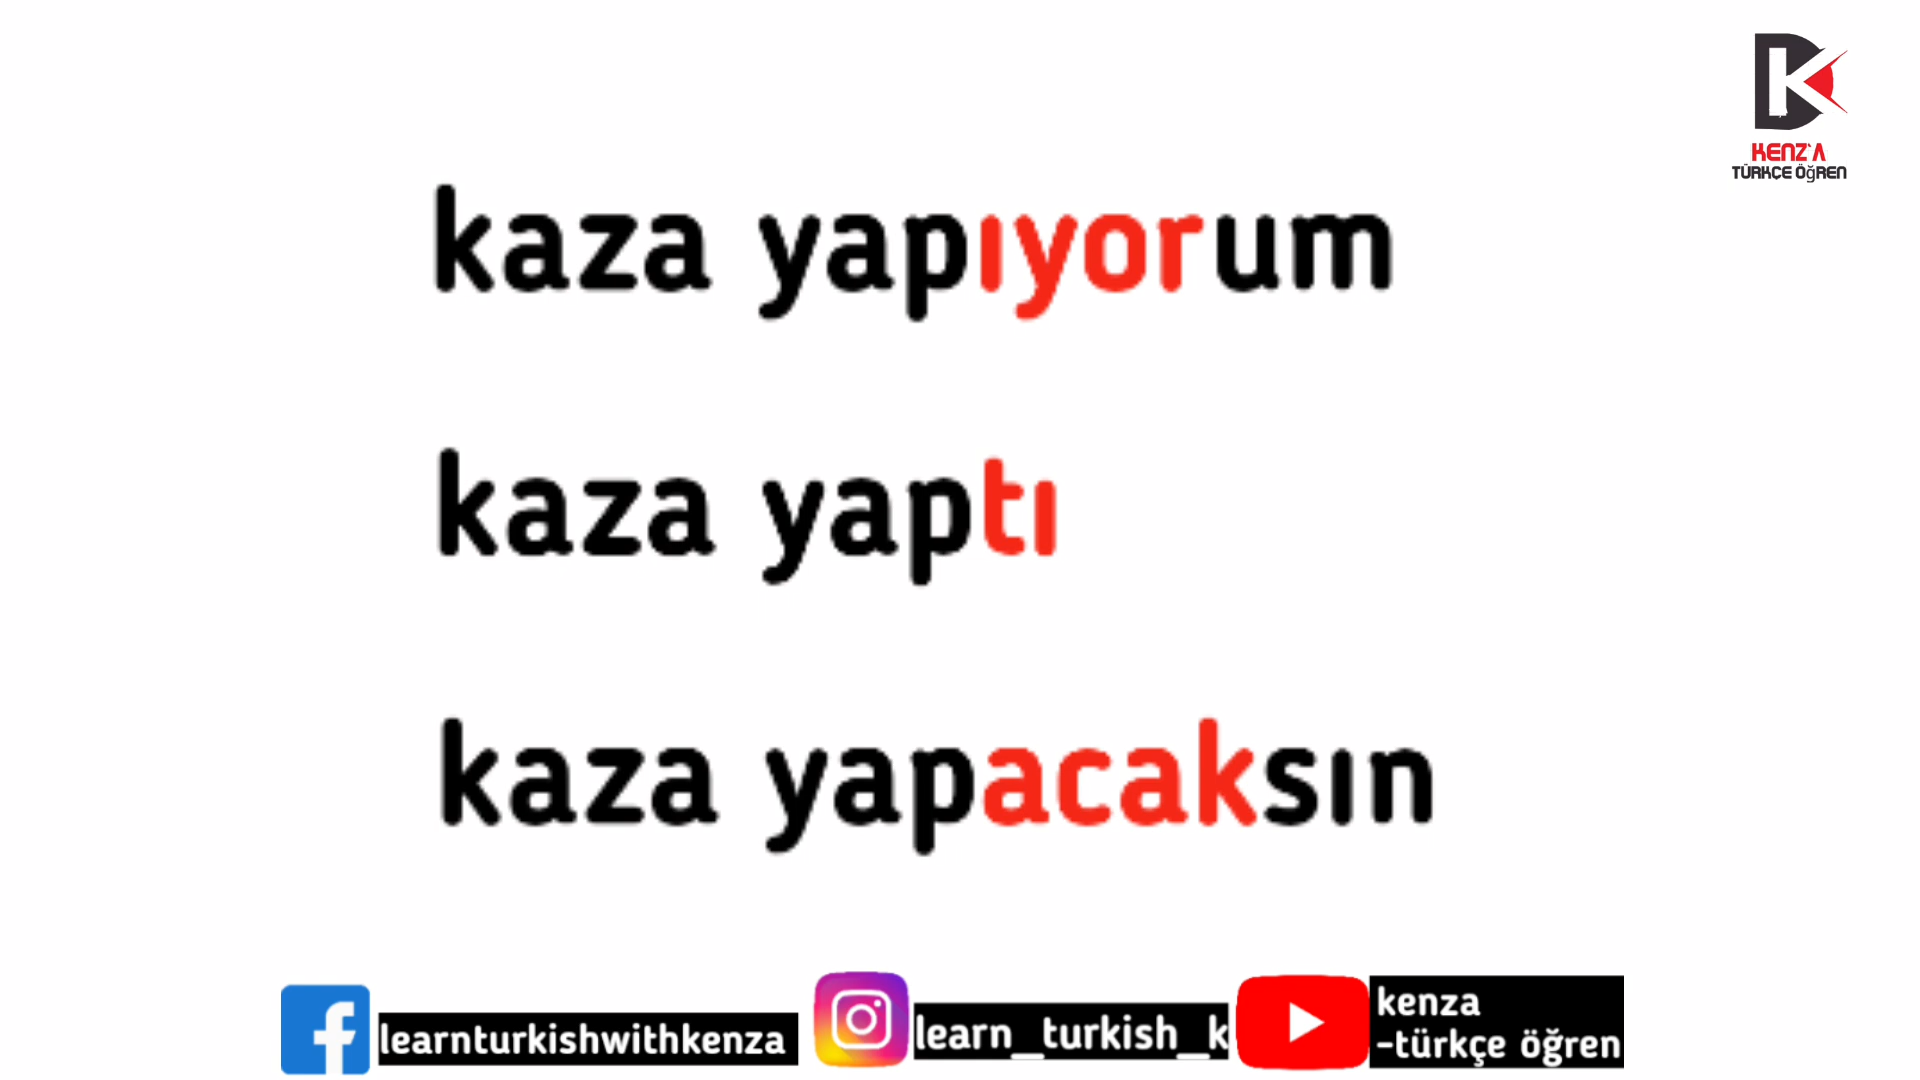 KENZ'A
TÜRKÇE ÖĞREN
kaza yapıyorum
kaza yaptı
kaza yapacaksın
learnturkishwithkenza
learn_turkish_k
kenza
-türkçe öğren